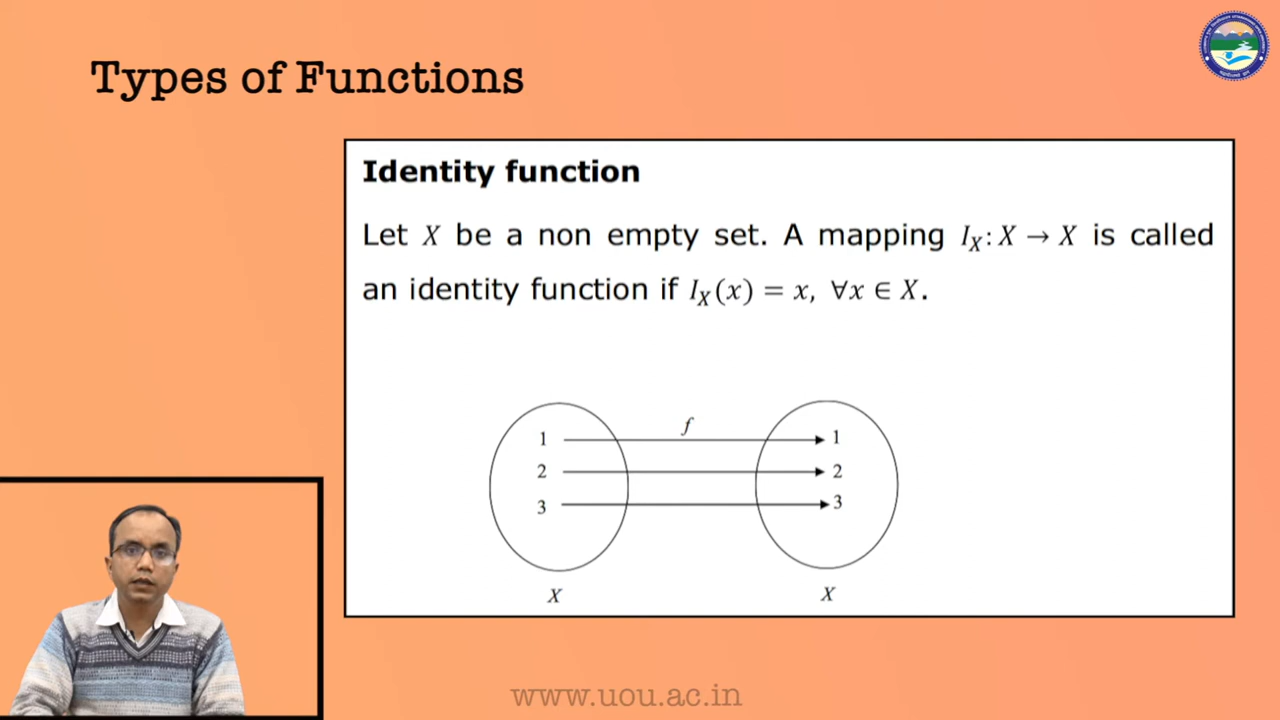 Types of Functions
Identity function
Let X be a non empty set. A mapping I_X: X → X is called
an identity function if I_X(x) = x, ∀x ∈ X.
f
1 1
2 2
3 3
X X
www.uou.ac.in